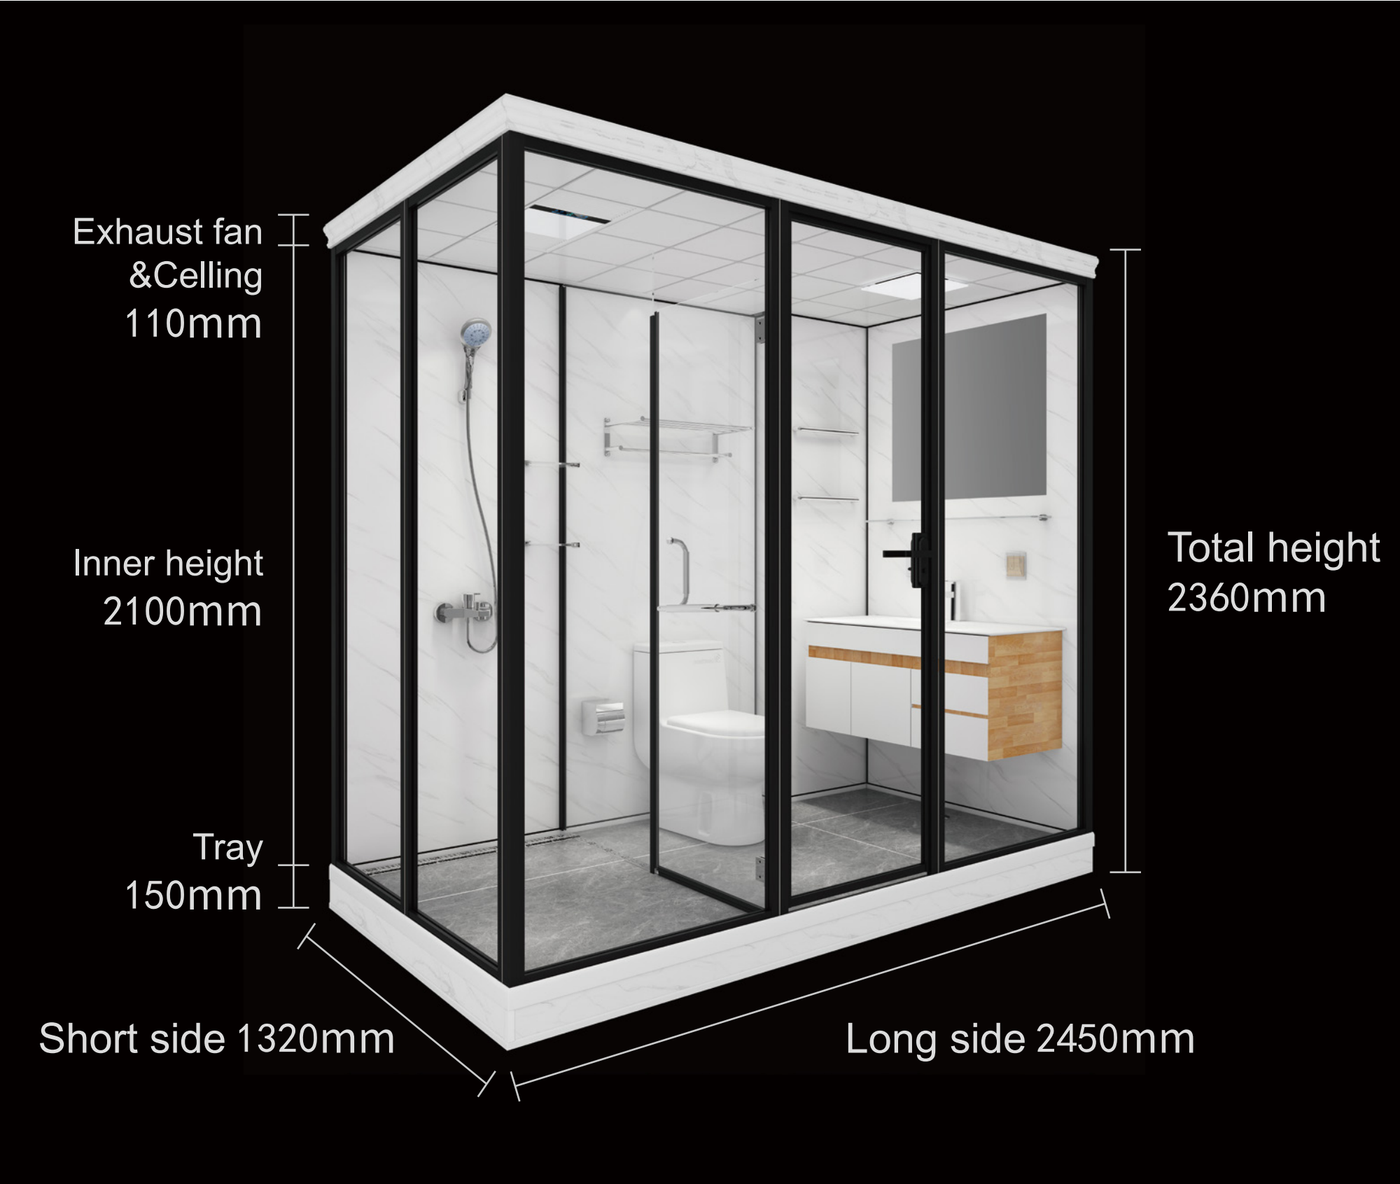 Exhaust fan
&Celling
110mm
Inner height
2100mm
Tray
150mm
Total height
2360mm
Short side 1320mm
Long side 2450mm